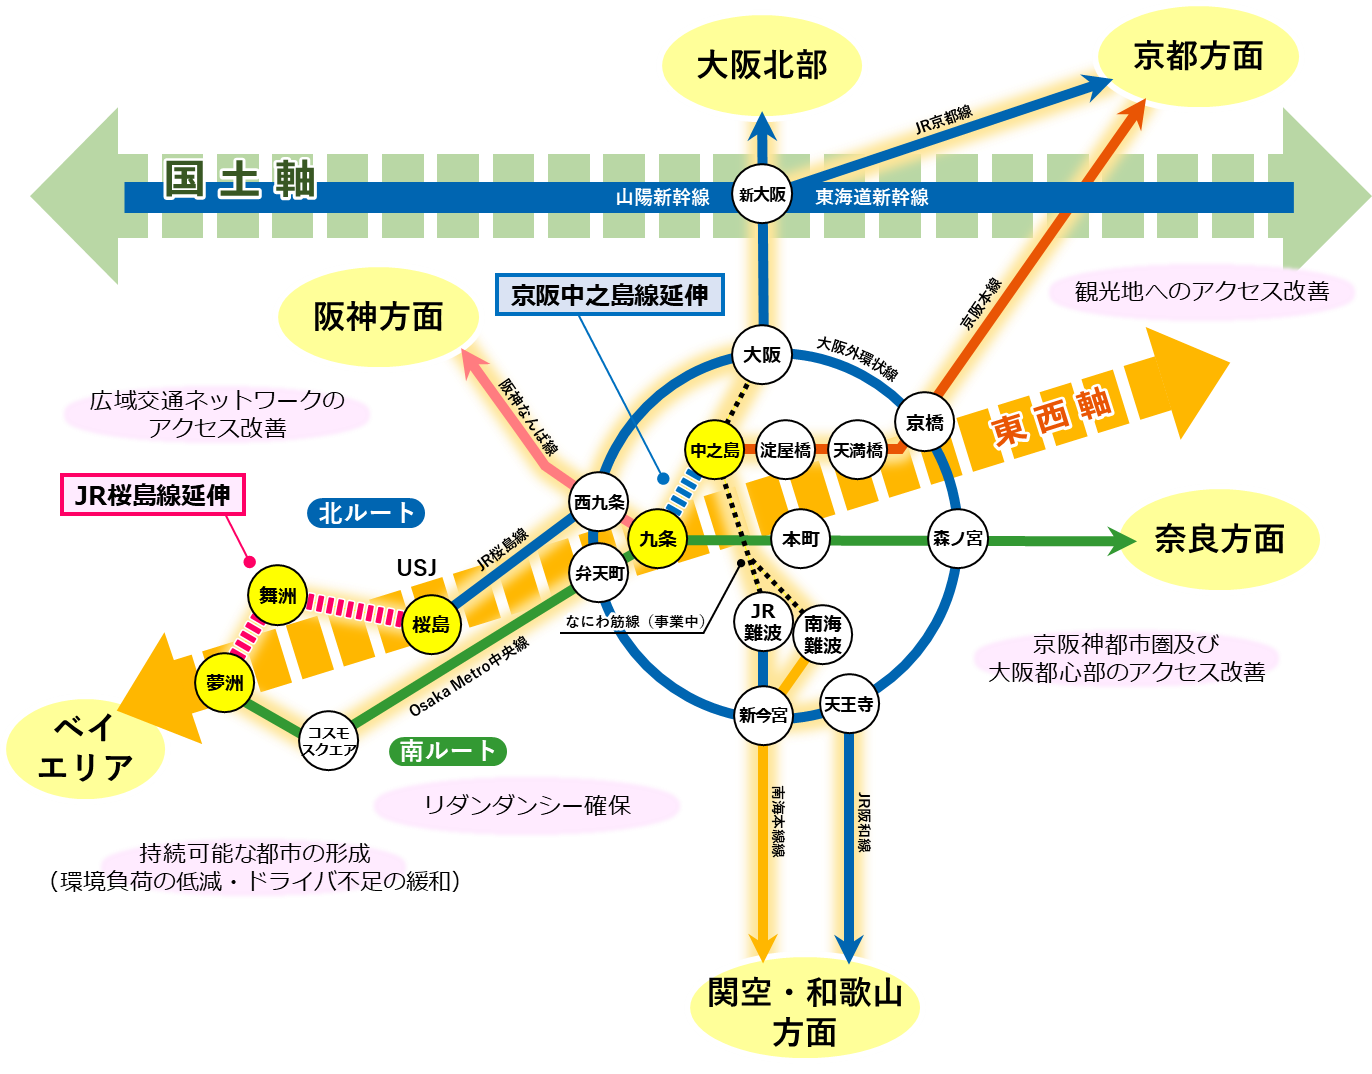 大阪北部
京都方面
JR京都線
国土軸
山陽新幹線
新大阪
東海道新幹線
京阪本線
観光地へのアクセス改善
阪神方面
京阪中之島線延伸
大阪
大阪外環状線
阪神なんば線
広域交通ネットワークの
アクセス改善
京橋
東西軸
中之島
淀屋橋
天満橋
JR桜島線延伸
北ルート
西九条
九条
本町
森ノ宮
奈良方面
JR桜島線
USJ
弁天町
舞洲
桜島
なにわ筋線（事業中）
JR
難波
南海
難波
京阪神都市圏及び
大阪都心部のアクセス改善
夢洲
Osaka Metro中央線
新今宮
天王寺
ベイ
エリア
コスモ
スクエア
南ルート
リダンダンシー確保
南海本線線
JR阪和線
持続可能な都市の形成
（環境負荷の低減・ドライバ不足の緩和）
関空・和歌山
方面